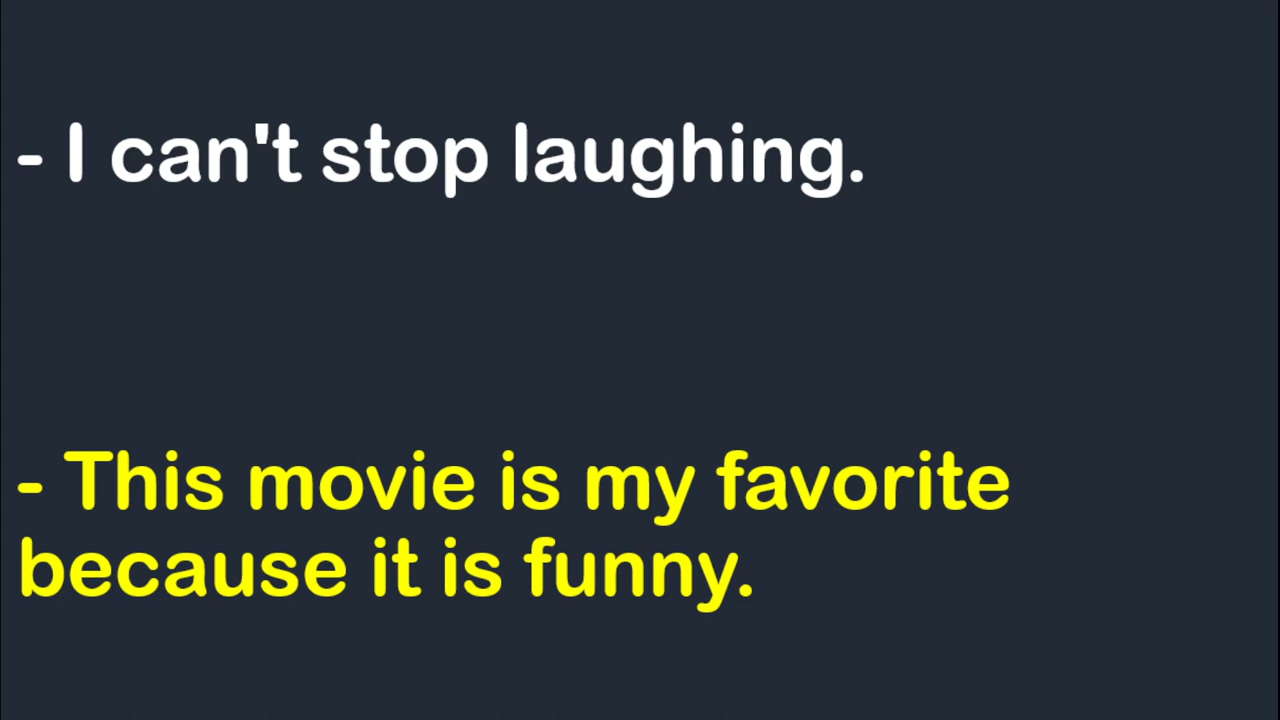 - I can't stop laughing.
- This movie is my favorite
because it is funny.